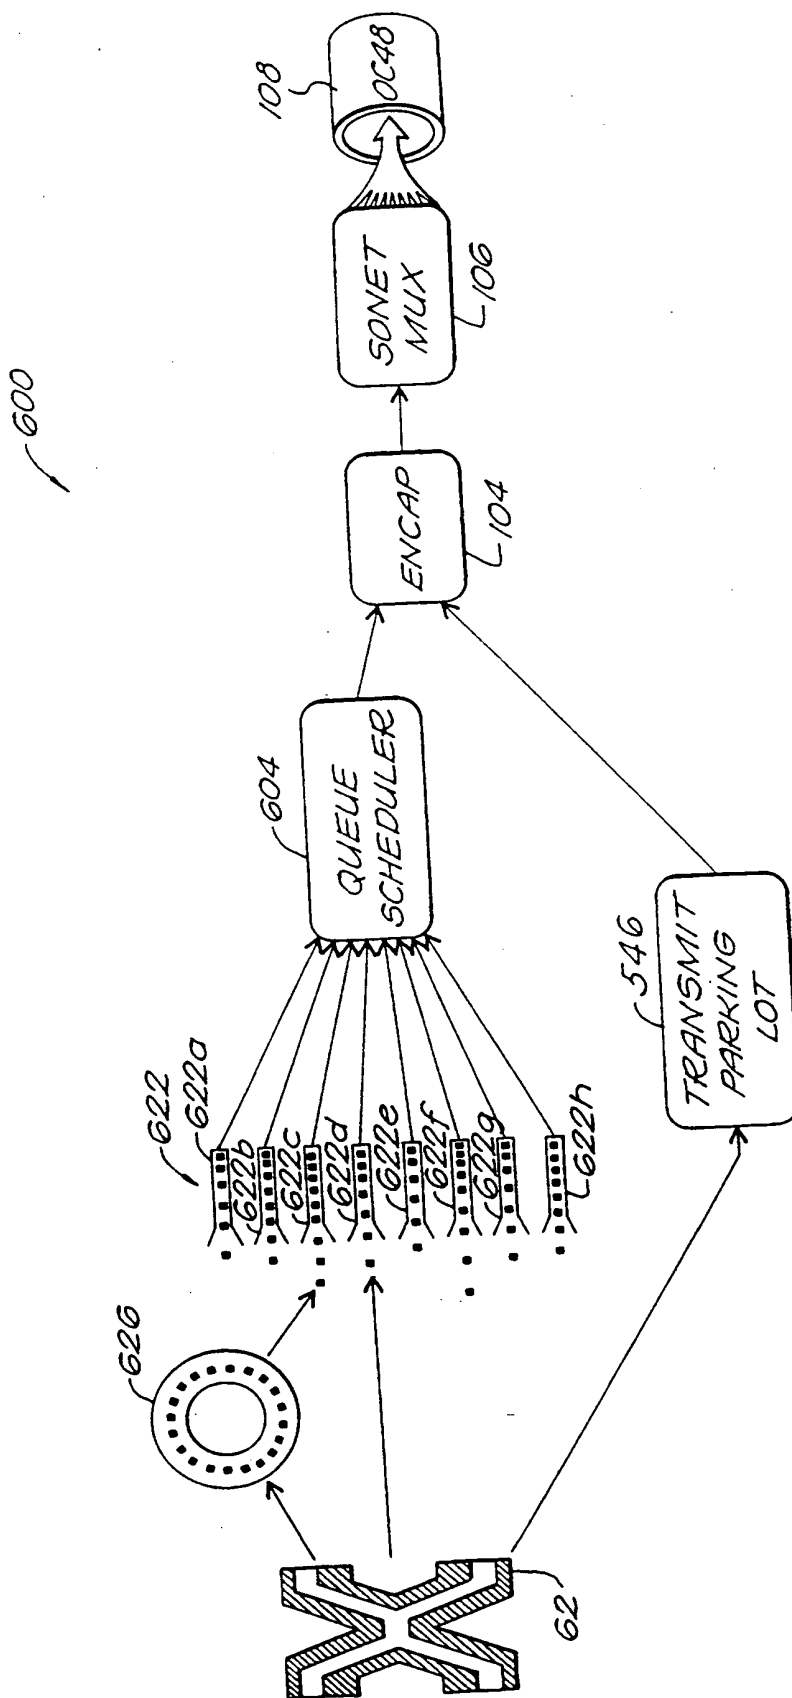 600
108
OC48
SONET
MUX
106
ENCAP
104
604
QUEUE
SCHEDULER
546
TRANSMIT
PARKING
LOT
622
622a
622b
622c
622d
622e
622f
622g
622h
626
62